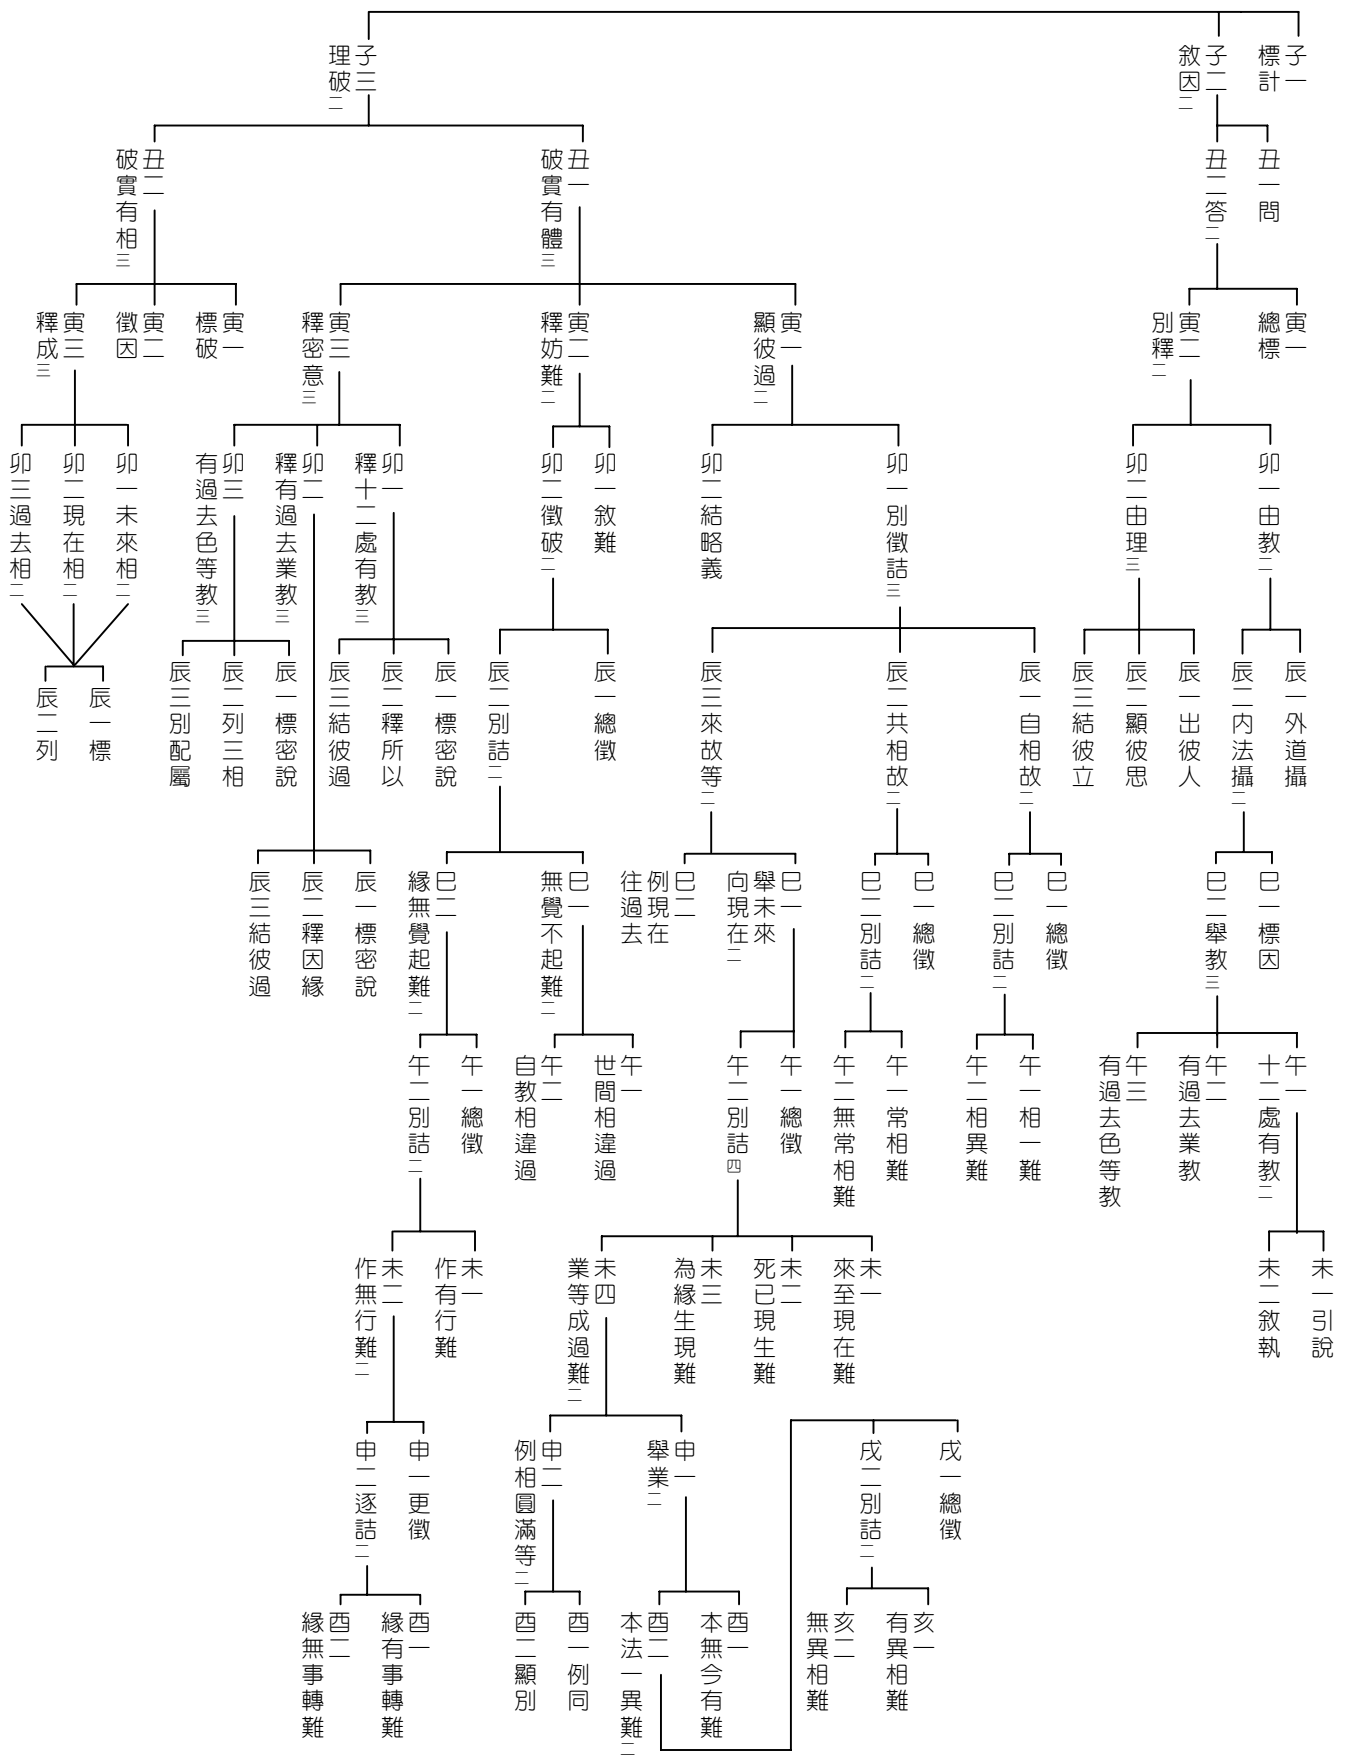 子一
標計
子二
敘因二
子三
理破二
丑一問
丑二答二
丑一
破實有體三
丑二
破實有相三
寅一
總標
寅二
別釋二
寅一
顯彼過二
寅二
釋妨難二
寅三
釋密意三
寅一
標破
寅二
徵因
寅三
釋成三
卯一由教二
卯二由理三
卯一別徵詰三
卯二結略義
卯一敘難
卯二徵破二
卯一
釋十二處有教三
卯二
釋有過去業教三
卯三
有過去色等教三
卯一未來相二
卯二現在相二
卯三過去相二
辰一外道攝
辰二內法攝二
辰一出彼人
辰二顯彼思
辰三結彼立
辰一自相故二
辰二共相故二
辰三來故等二
辰一總徵
辰二別詰二
辰一標密說
辰二釋所以
辰三結彼過
辰一標密說
辰二列三相
辰三別配屬
辰一標
辰二列
巳一標因
巳二舉教三
巳一總徵
巳二別詰二
巳一總徵
巳二別詰二
巳一
舉未來
向現在二
巳二
例現在
往過去
巳一
無覺不起難二
巳二
緣無覺起難二
辰一標密說
辰二釋因緣
辰三結彼過
午一
十二處有教二
午二
有過去業教
午三
有過去色等教
午一相一難
午二相異難
午一常相難
午二無常相難
午一總徵
午二別詰四
午一
世間相違過
午二
自教相違過
午一總徵
午二別詰二
未一引說
未二敘執
未一
來至現在難
未二
死已現生難
未三
為緣生現難
未四
業等成過難二
未一
作有行難
未二
作無行難二
戌一總徵
戌二別詰二
申一
舉業二
申二
例相圓滿等二
申一更徵
申二逐詰二
亥一
有異相難
亥二
無異相難
酉一
本無今有難
酉二
本法一異難二
酉一例同
酉二顯別
酉一
緣有事轉難
酉二
緣無事轉難